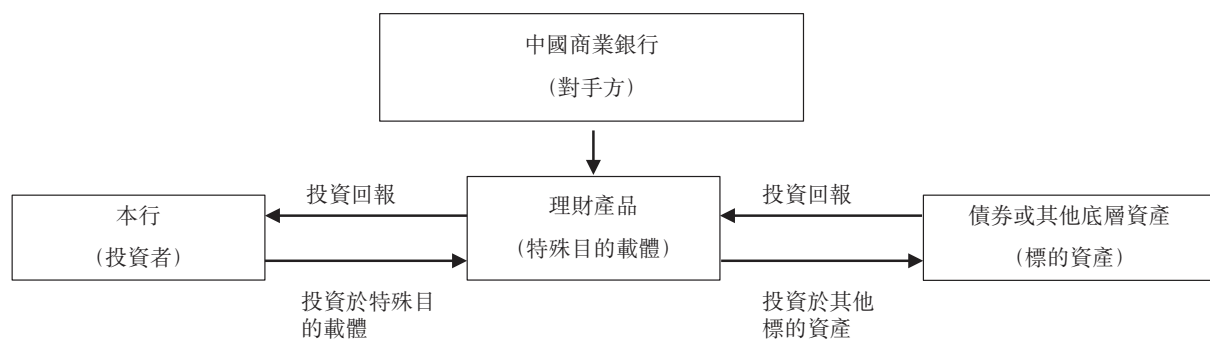 中國商業銀行
(對手方)
投資回報
投資回報
本行
(投資者)
理財產品
(特殊目的載體)
債券或其他底層資產
(標的資產)
投資於特殊目
的載體
投資於其他
標的資產